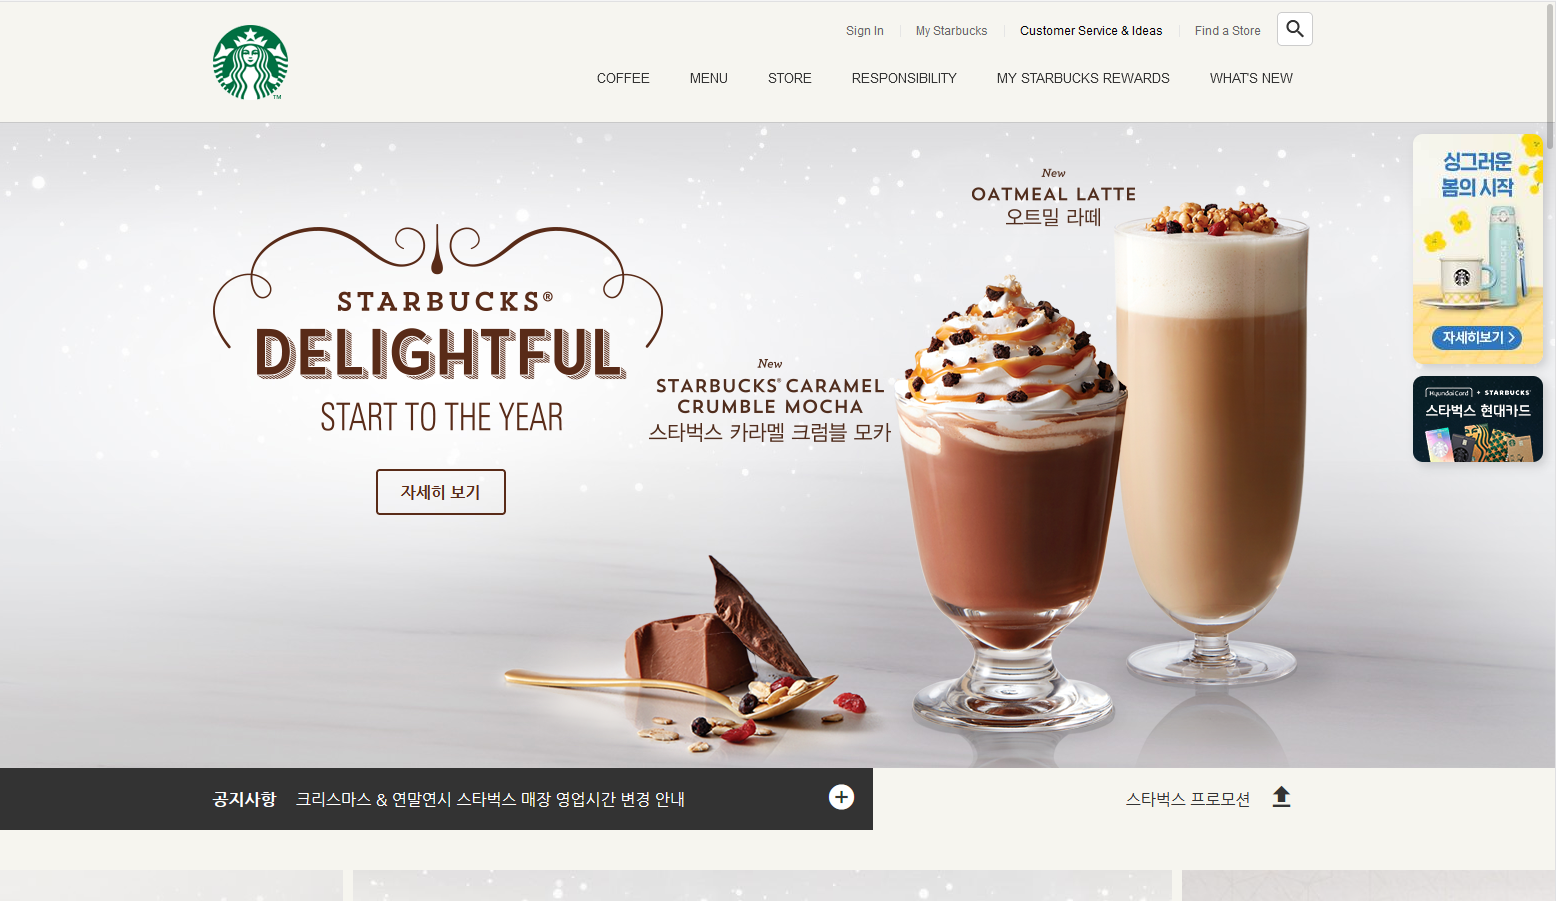 Sign In
My Starbucks
Customer Service & Ideas
Find a Store
COFFEE
MENU
STORE
RESPONSIBILITY
MY STARBUCKS REWARDS
WHAT'S NEW
TM
STARBUCKS®
DELIGHTFUL
START TO THE YEAR
자세히 보기
New
OATMEAL LATTE
오트밀 라떼
New
STARBUCKS® CARAMEL
CRUMBLE MOCHA
스타벅스 카라멜 크럼블 모카
싱그러운
봄의 시작
STARBUCKS
자세히보기
HyundaiCard + STARBUCKS®
스타벅스 현대카드
공지사항
크리스마스 & 연말연시 스타벅스 매장 영업시간 변경 안내
스타벅스 프로모션